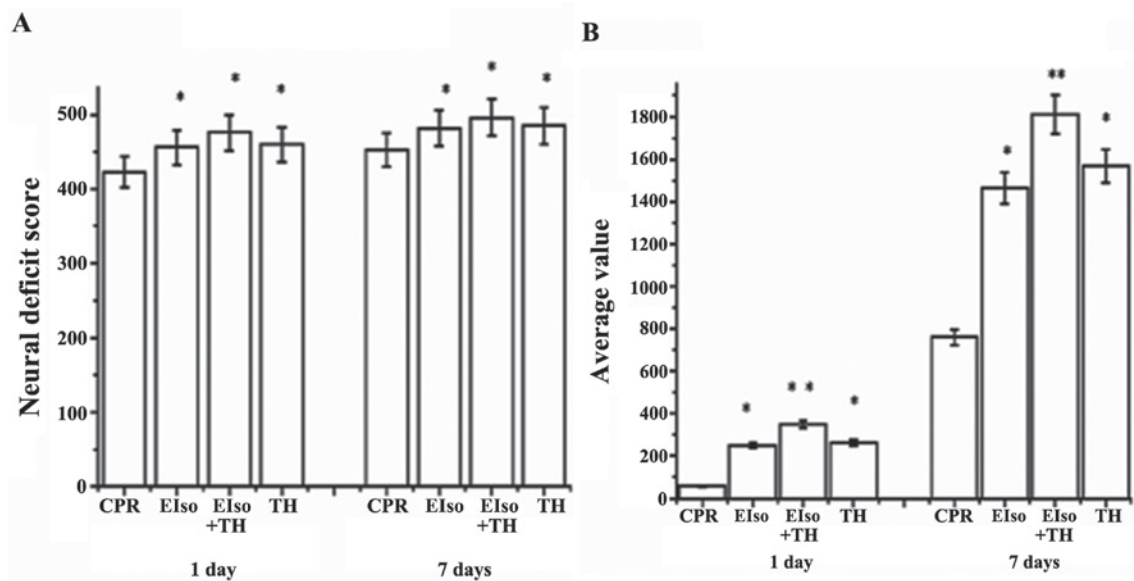 A
Neural deficit score
500
400
300
200
100
0
* * * * * *
CPR EIso EIso TH CPR EIso EIso TH
+TH +TH
1 day 7 days
B
Average value
1800
1600
1400
1200
1000
800
600
400
200
0
* ** * * ** *
CPR EIso EIso TH CPR EIso EIso TH
+TH +TH
1 day 7 days